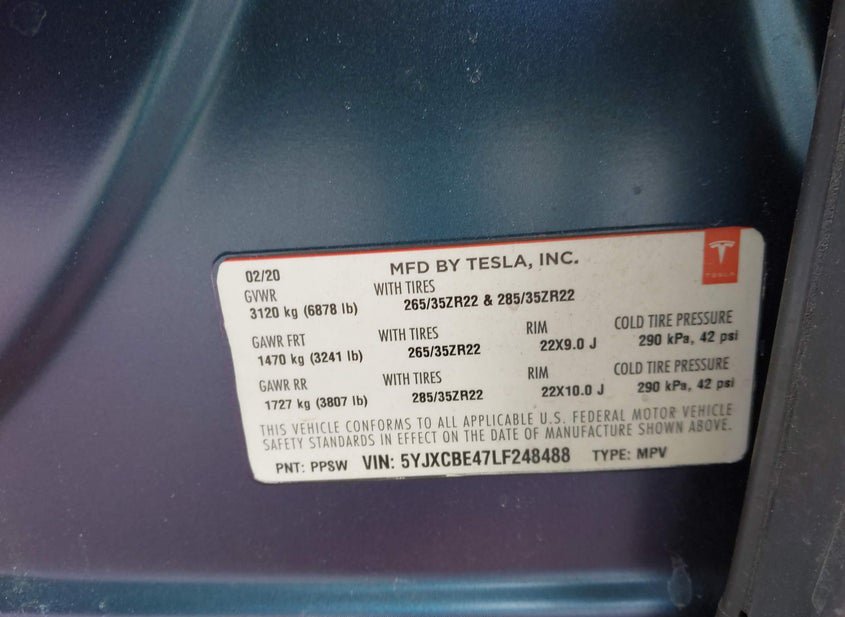 02/20 MFD BY TESLA, INC.
TESLA
GVWR WITH TIRES
3120 kg (6878 lb) 265/35ZR22 & 285/35ZR22
GAWR FRT WITH TIRES RIM COLD TIRE PRESSURE
1470 kg (3241 lb) 265/35ZR22 22X9.0 J 290 kPa, 42 psi
GAWR RR WITH TIRES RIM COLD TIRE PRESSURE
1727 kg (3807 lb) 285/35ZR22 22X10.0 J 290 kPa, 42 psi
THIS VEHICLE CONFORMS TO ALL APPLICABLE U.S. FEDERAL MOTOR VEHICLE
SAFETY STANDARDS IN EFFECT ON THE DATE OF MANUFACTURE SHOWN ABOVE.
PNT: PPSW VIN: 5YJXCBE47LF248488 TYPE: MPV